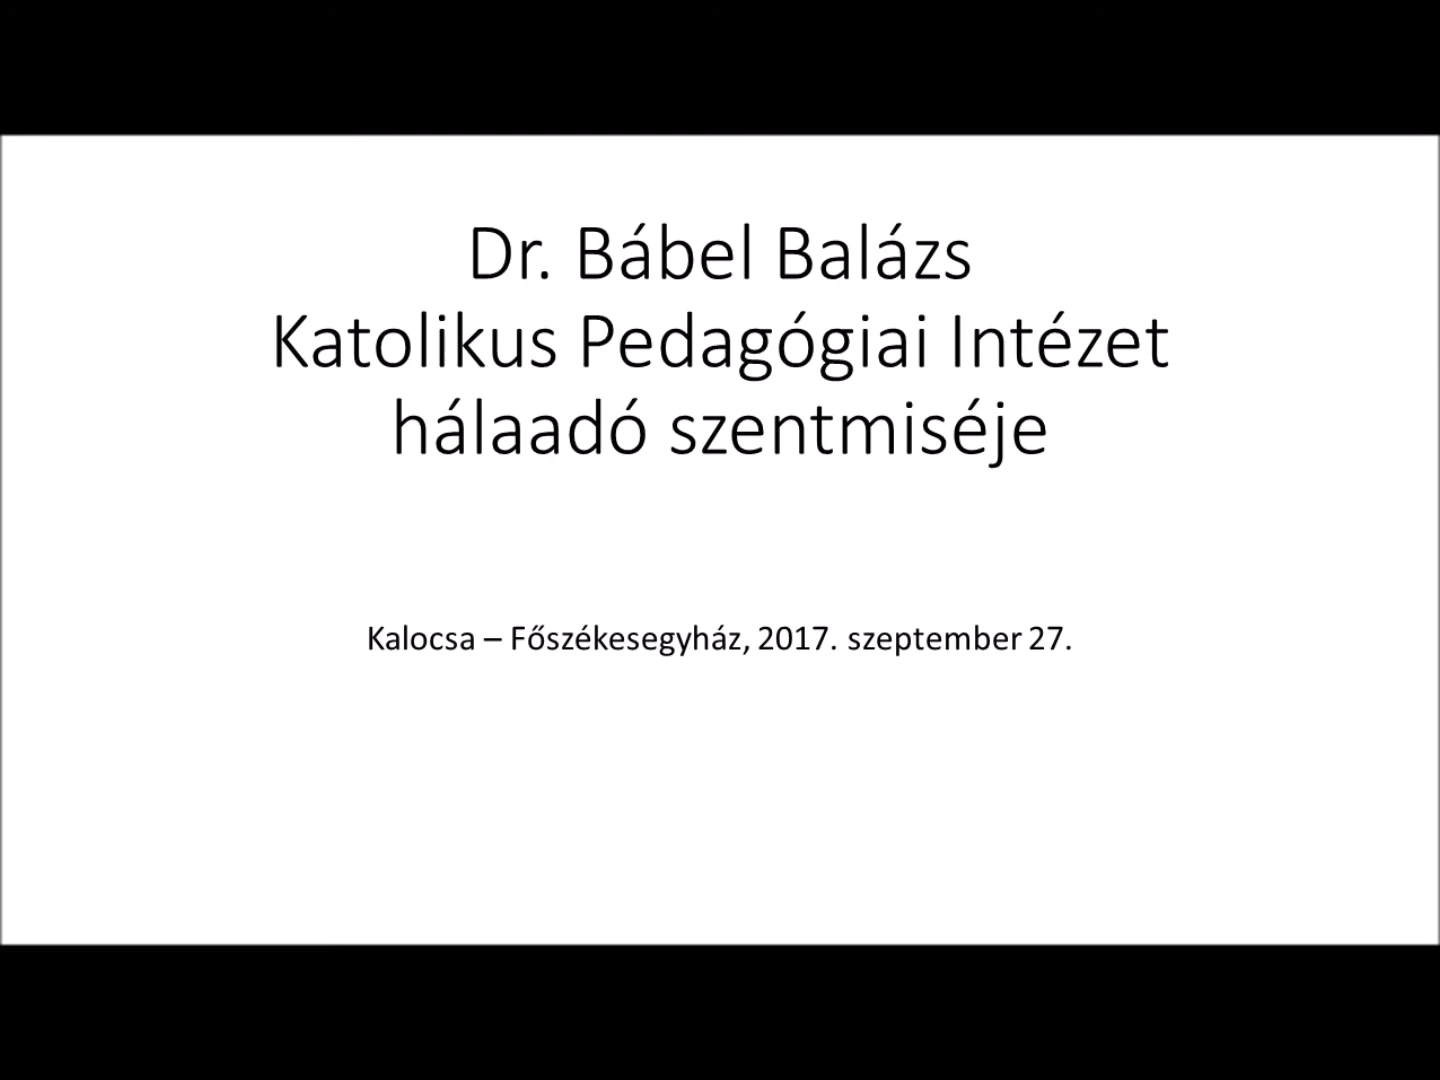 Dr. Bábel Balázs
Katolikus Pedagógiai Intézet
hálaadó szentmiséje
Kalocsa – Főszékesegyház, 2017. szeptember 27.